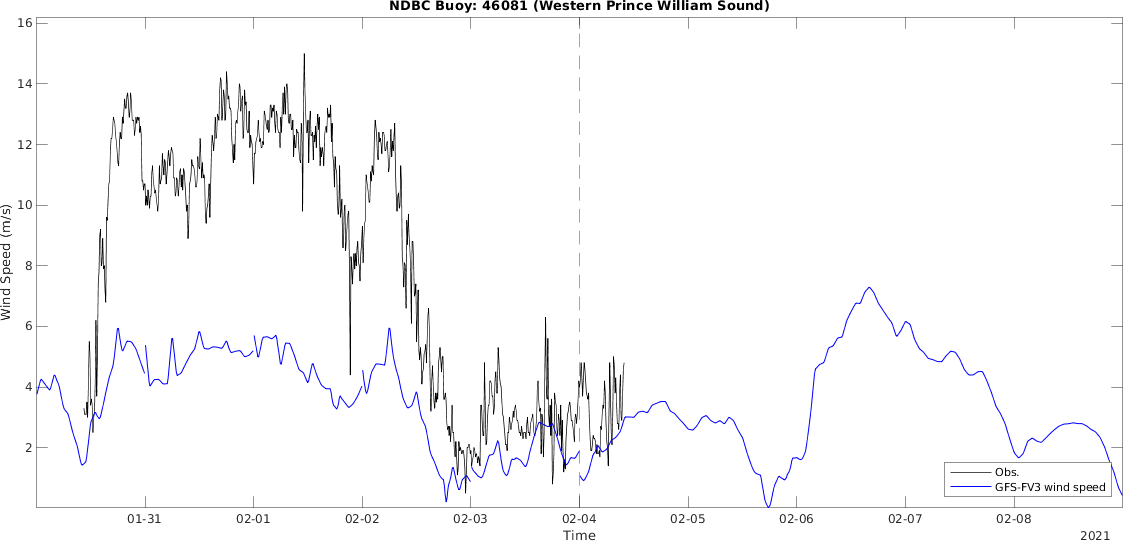 NDBC Buoy: 46081 (Western Prince William Sound)
16
14
12
10
8
6
4
2
Wind Speed (m/s)
Obs.
GFS-FV3 wind speed
01-31 02-01 02-02 02-03 02-04 02-05 02-06 02-07 02-08
Time
2021